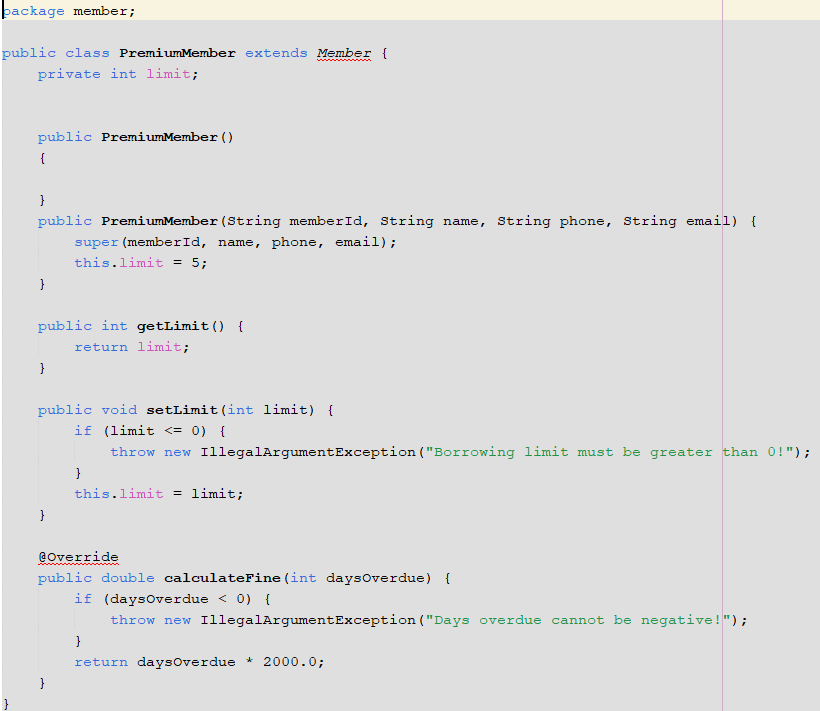 package member;
public class PremiumMember extends Member {
private int limit;
public PremiumMember()
{
}
public PremiumMember(String memberId, String name, String phone, String email) {
super(memberId, name, phone, email);
this.limit = 5;
}
public int getLimit() {
return limit;
}
public void setLimit(int limit) {
if (limit <= 0) {
throw new IllegalArgumentException("Borrowing limit must be greater than 0!");
}
this.limit = limit;
}
@Override
public double calculateFine(int daysOverdue) {
if (daysOverdue < 0) {
throw new IllegalArgumentException("Days overdue cannot be negative!");
}
return daysOverdue * 2000.0;
}
}